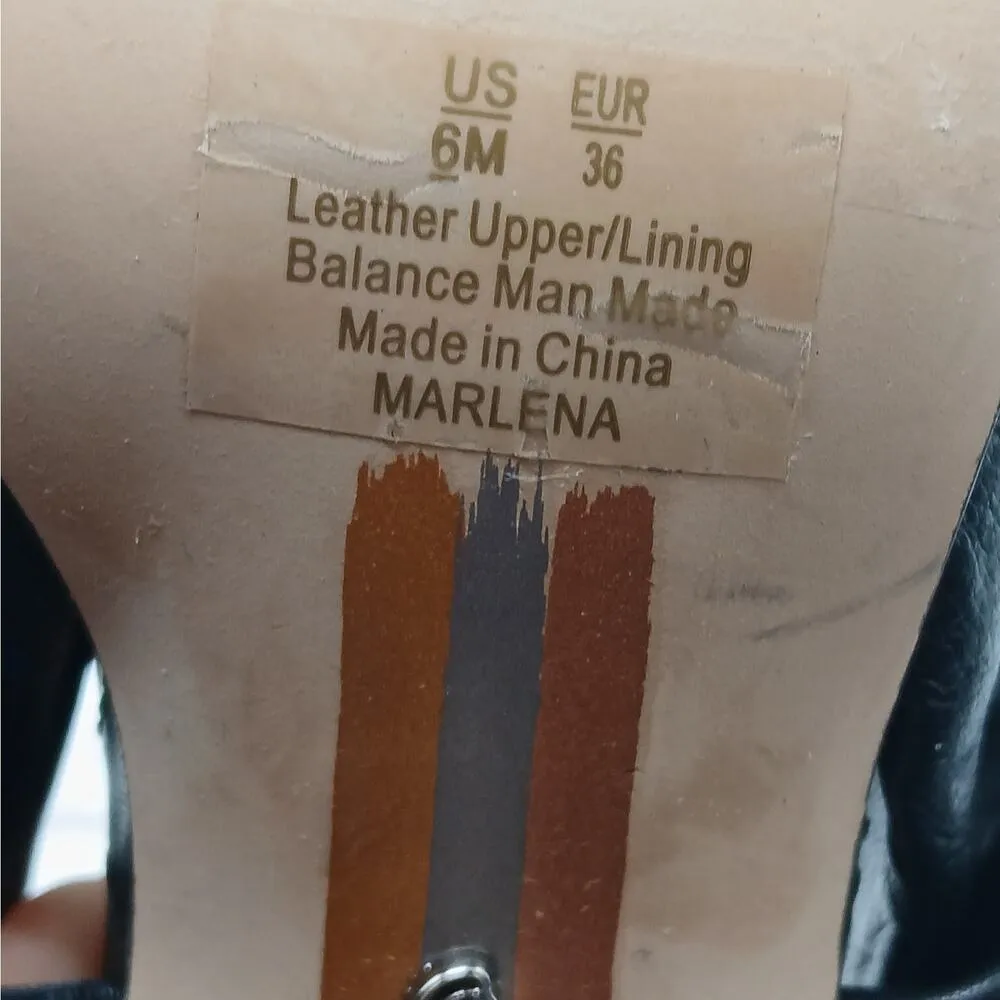 US EUR
6M 36
Leather Upper/Lining
Balance Man Made
Made in China
MARLENA